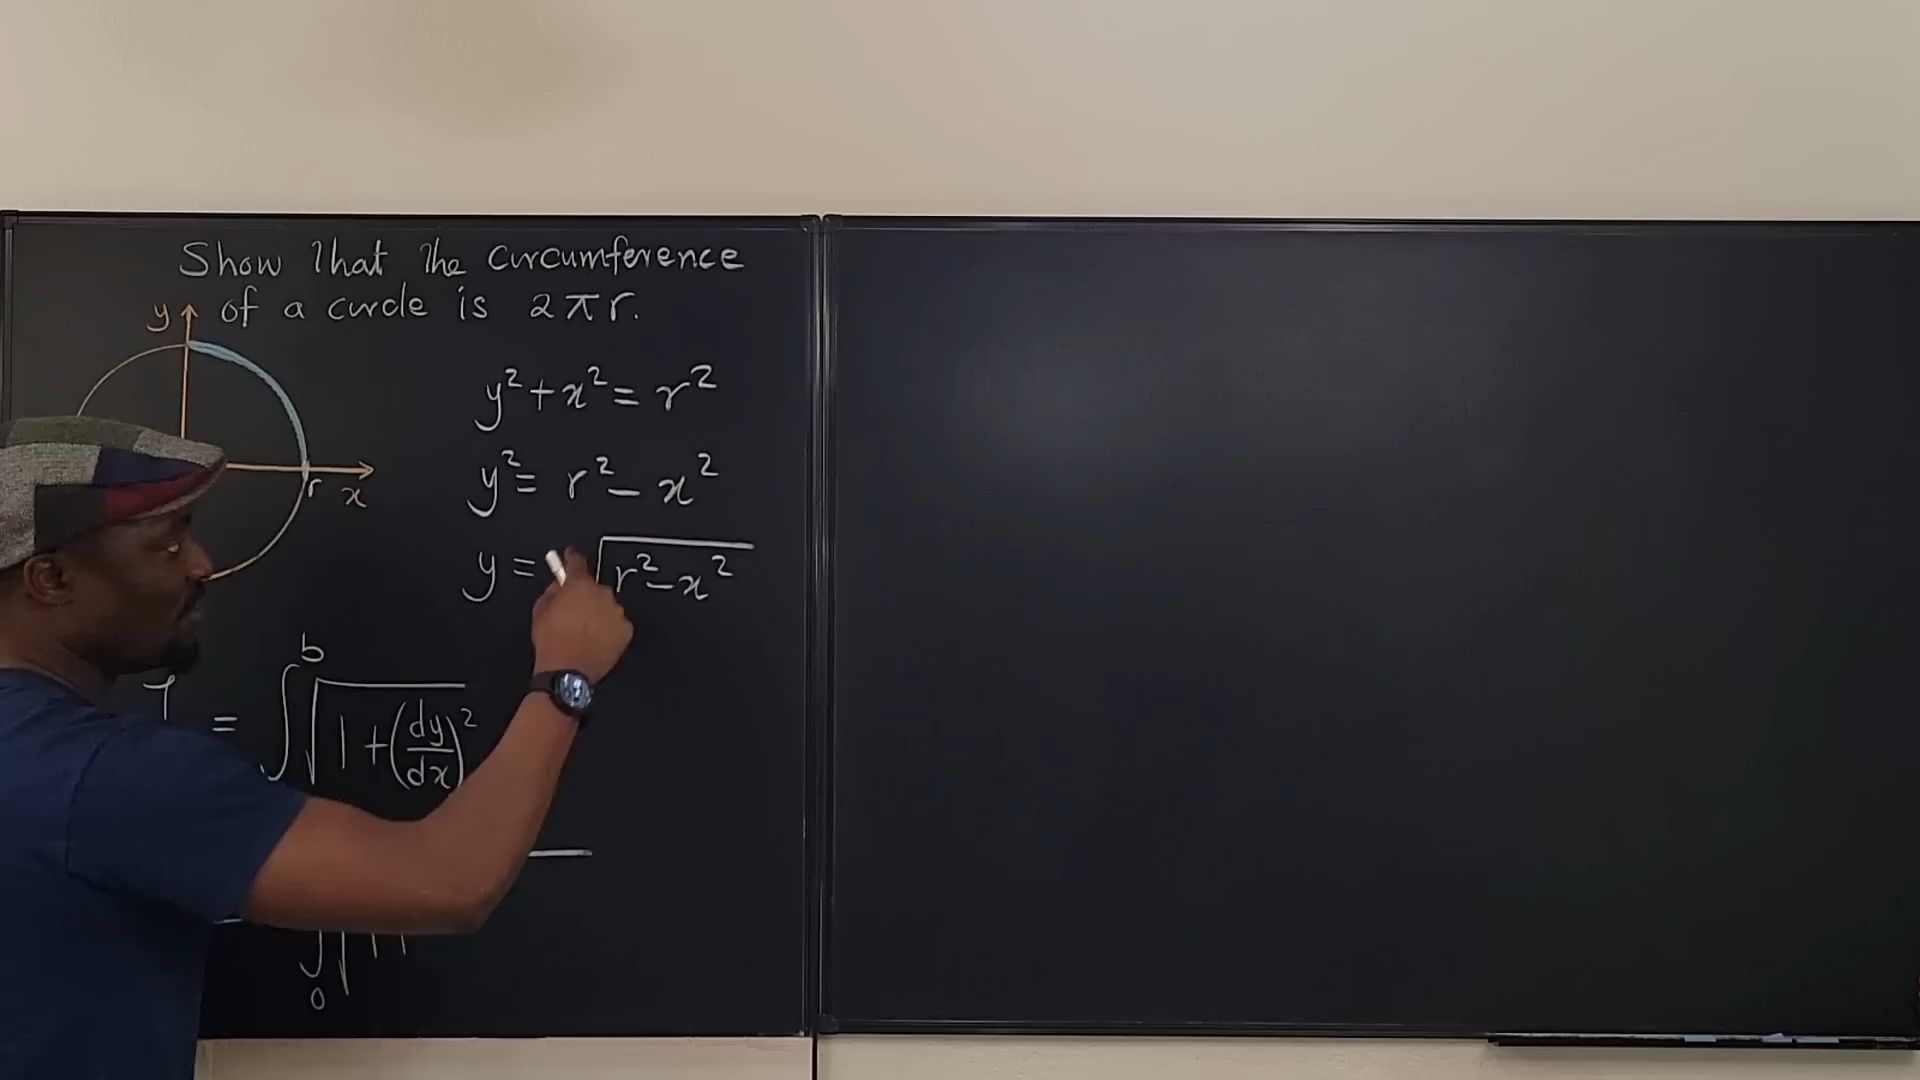 Show that the circumference
of a circle is 2πr.
y
r x
y² + x² = r²
y² = r² − x²
y = √(r² − x²)
= ∫ b √(1 + (dy/dx)²
∫ 0 √ 1